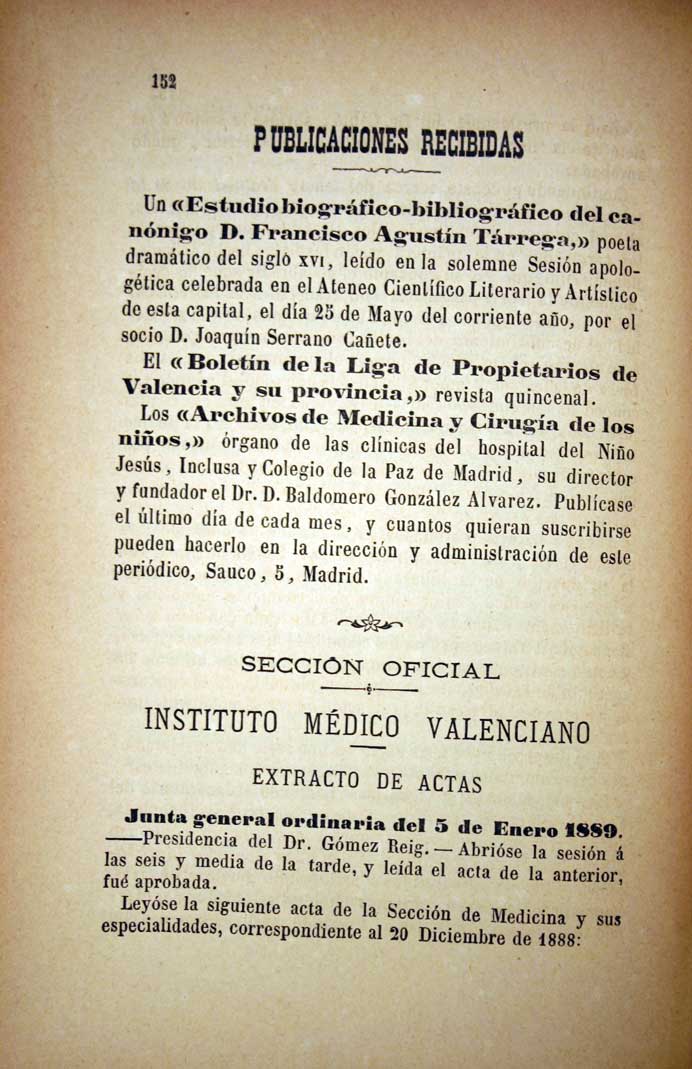 152
PUBLICACIONES RECIBIDAS
Un «Estudio biográfico-bibliográfico del ca-
nónigo D. Francisco Agustín Tárrega,» poeta
dramático del siglo XVI, leído en la solemne Sesión apolo-
gética celebrada en el Ateneo Científico Literario y Artístico
de esta capital, el día 25 de Mayo del corriente año, por el
socio D. Joaquín Serrano Cañete.
El «Boletín de la Liga de Propietarios de
Valencia y su provincia,» revista quincenal.
Los «Archivos de Medicina y Cirugía de los
niños,» órgano de las clínicas del hospital del Niño
Jesús, Inclusa y Colegio de la Paz de Madrid, su director
y fundador el Dr. D. Baldomero González Alvarez. Publícase
el último día de cada mes, y cuantos quieran suscribirse
pueden hacerlo en la dirección y administración de este
periódico, Sauco, 5, Madrid.
SECCIÓN OFICIAL
INSTITUTO MÉDICO VALENCIANO
EXTRACTO DE ACTAS
Junta general ordinaria del 5 de Enero 1889.
—Presidencia del Dr. Gómez Reig.—Abrióse la sesión á
las seis y media de la tarde, y leída el acta de la anterior,
fué aprobada.
Leyóse la siguiente acta de la Sección de Medicina y sus
especialidades, correspondiente al 20 Diciembre de 1888: